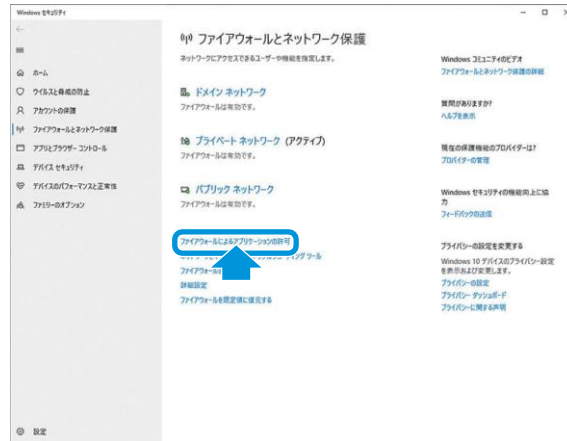 Windows セキュリティ
ホーム
ウイルスと脅威の防止
アカウントの保護
ファイアウォールとネットワーク保護
アプリとブラウザー コントロール
デバイス セキュリティ
デバイスのパフォーマンスと正常性
ファミリーのオプション
設定
ファイアウォールとネットワーク保護
ネットワークにアクセスできるユーザーや機能を指定します。
ドメイン ネットワーク
ファイアウォールは有効です。
プライベート ネットワーク (アクティブ)
ファイアウォールは有効です。
パブリック ネットワーク
ファイアウォールは有効です。
ファイアウォールによるアプリケーションの許可
ティング ツール
ファイアウォール
詳細設定
ファイアウォールを既定値に復元する
Windows コミュニティのビデオ
ファイアウォールとネットワーク保護の詳細
質問がありますか?
ヘルプを表示
現在の保護機能のプロバイダーは?
プロバイダーの管理
Windows セキュリティの機能向上に協
力
フィードバックの送信
プライバシーの設定を変更する
Windows 10 デバイスのプライバシー設定
を表示および変更します。
プライバシーの設定
プライバシー ダッシュボード
プライバシーに関する声明